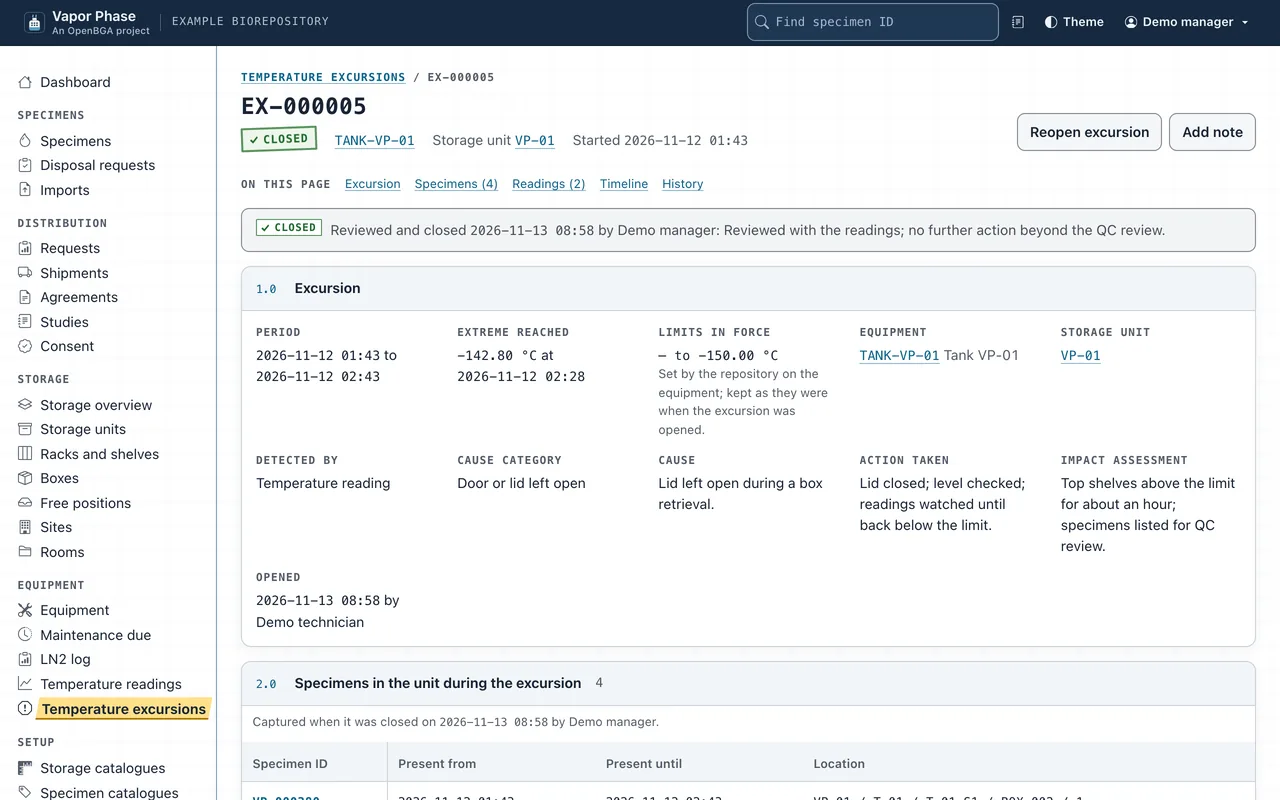 Vapor Phase
An OpenBGA project
EXAMPLE BIOREPOSITORY
Find specimen ID
Theme
Demo manager
Dashboard
SPECIMENS
Specimens
Disposal requests
Imports
DISTRIBUTION
Requests
Shipments
Agreements
Studies
Consent
STORAGE
Storage overview
Storage units
Racks and shelves
Boxes
Free positions
Sites
Rooms
EQUIPMENT
Equipment
Maintenance due
LN2 log
Temperature readings
Temperature excursions
SETUP
Storage catalogues
Specimen catalogues
TEMPERATURE EXCURSIONS / EX-000005
EX-000005
✓ CLOSED TANK-VP-01 Storage unit VP-01 Started 2026-11-12 01:43
Reopen excursion Add note
ON THIS PAGE Excursion Specimens (4) Readings (2) Timeline History
✓ CLOSED Reviewed and closed 2026-11-13 08:58 by Demo manager: Reviewed with the readings; no further action beyond the QC review.
1.0 Excursion
PERIOD
2026-11-12 01:43 to
2026-11-12 02:43
EXTREME REACHED
-142.80 °C at
2026-11-12 02:28
LIMITS IN FORCE
— to -150.00 °C
Set by the repository on the
equipment; kept as they were
when the excursion was
opened.
EQUIPMENT
TANK-VP-01 Tank VP-01
STORAGE UNIT
VP-01
DETECTED BY
Temperature reading
CAUSE CATEGORY
Door or lid left open
CAUSE
Lid left open during a box
retrieval.
ACTION TAKEN
Lid closed; level checked;
readings watched until
back below the limit.
IMPACT ASSESSMENT
Top shelves above the limit
for about an hour;
specimens listed for QC
review.
OPENED
2026-11-13 08:58 by
Demo technician
2.0 Specimens in the unit during the excursion 4
Captured when it was closed on 2026-11-13 08:58 by Demo manager.
Specimen ID Present from Present until Location